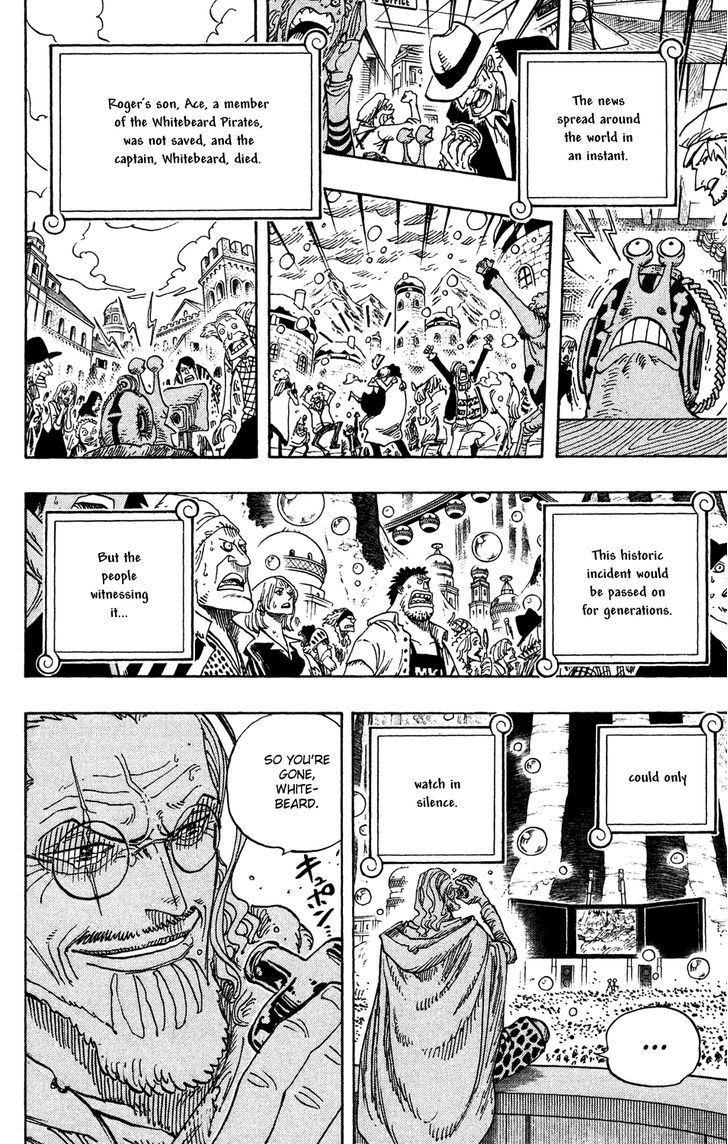 OFFICE
The news
spread around
the world in
an instant.
Roger's son, Ace, a member
of the Whitebeard Pirates,
was not saved, and the
captain, Whitebeard, died.
This historic
incident would
be passed on
for generations.
But the
people
witnessing
it...
could only
watch in
silence.
...
SO YOU'RE
GONE,
WHITE-
BEARD.
キュポン…